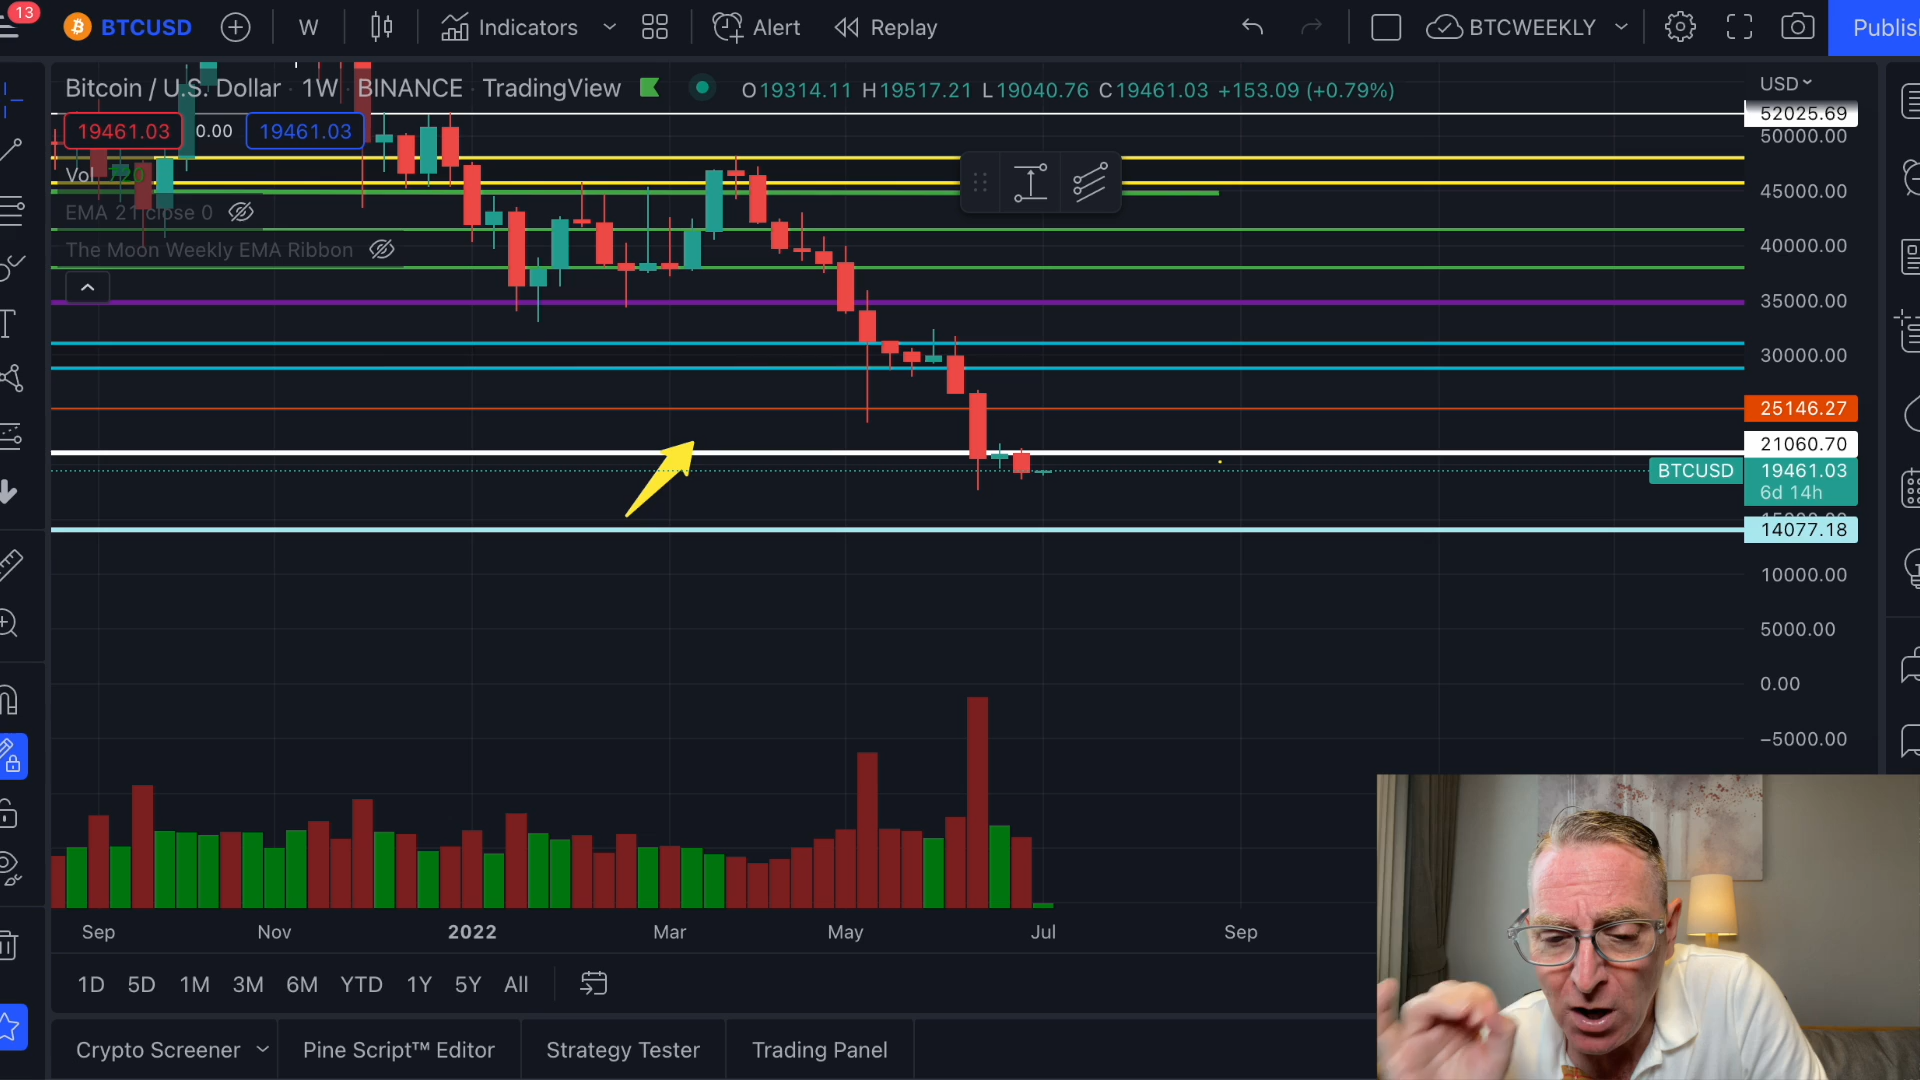 13
BTCUSD W Indicators Alert Replay BTCWEEKLY Publis
Bitcoin / U.S. Dollar · 1W · BINANCE · TradingView O19314.11 H19517.21 L19040.76 C19461.03 +153.09 (+0.79%)
19461.03 0.00 19461.03
Vol
EMA 21 close 0
The Moon Weekly EMA Ribbon
USD
52025.69
50000.00
45000.00
40000.00
35000.00
30000.00
25146.27
21060.70
BTCUSD 19461.03
6d 14h
14077.18
10000.00
5000.00
0.00
−5000.00
Sep Nov 2022 Mar May Jul Sep
1D 5D 1M 3M 6M YTD 1Y 5Y All
Crypto Screener Pine Script™ Editor Strategy Tester Trading Panel